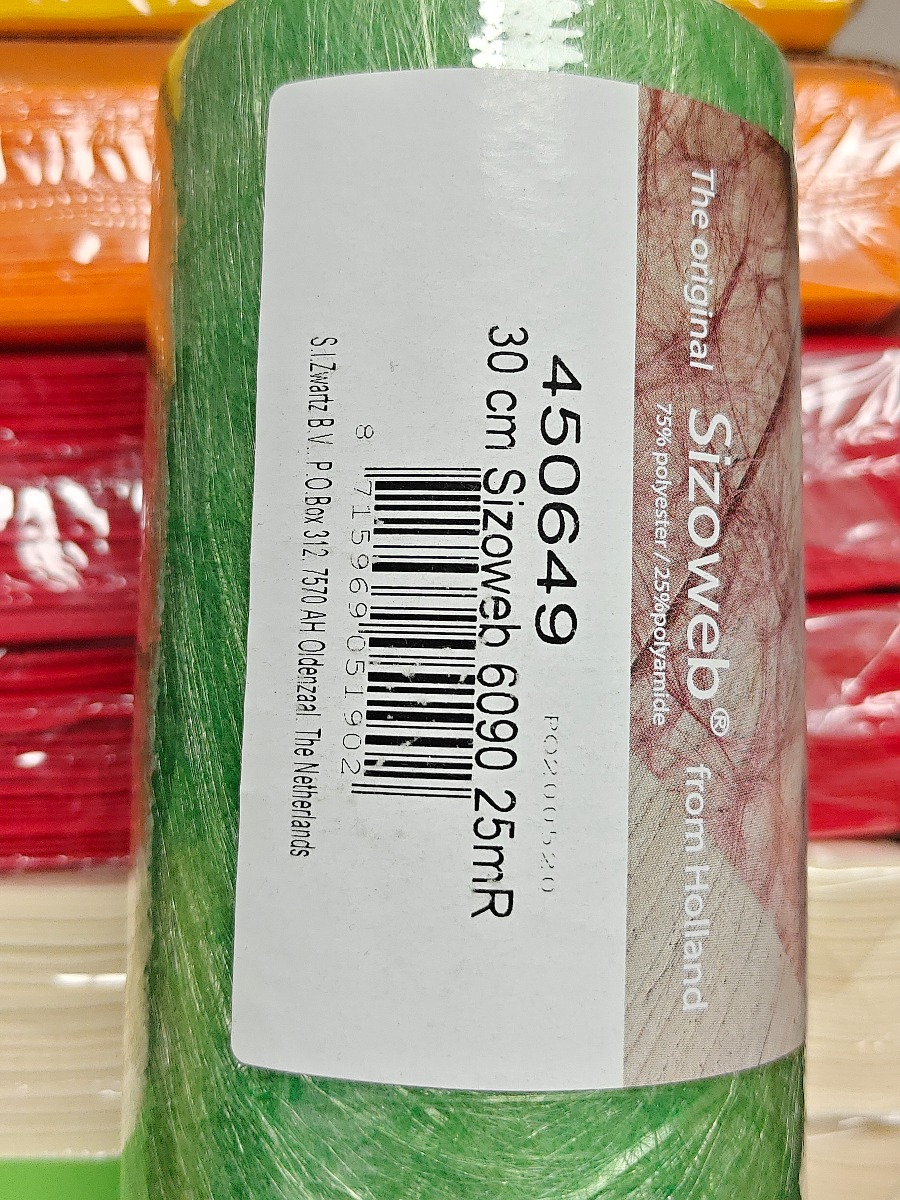 The original Sizoweb® from Holland
75% polyester / 25% polyamide
450649
PO200520
30 cm Sizoweb 6090 25mR
8 715969 051902
S.I.Zwartz B.V. P.O.Box 312 7570 AH Oldenzaal. The Netherlands